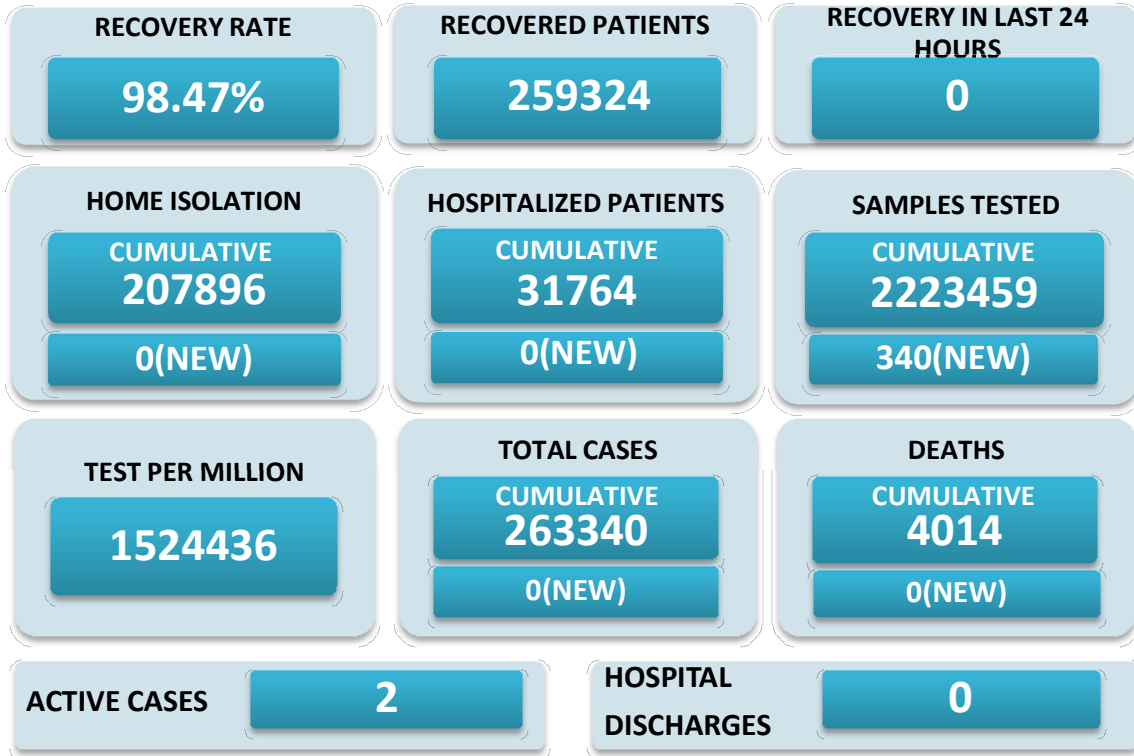 RECOVERY RATE
98.47%
RECOVERED PATIENTS
259324
RECOVERY IN LAST 24
HOURS
0
HOME ISOLATION
CUMULATIVE
207896
0(NEW)
HOSPITALIZED PATIENTS
CUMULATIVE
31764
0(NEW)
SAMPLES TESTED
CUMULATIVE
2223459
340(NEW)
TEST PER MILLION
1524436
TOTAL CASES
CUMULATIVE
263340
0(NEW)
DEATHS
CUMULATIVE
4014
0(NEW)
ACTIVE CASES
2
HOSPITAL
DISCHARGES
0